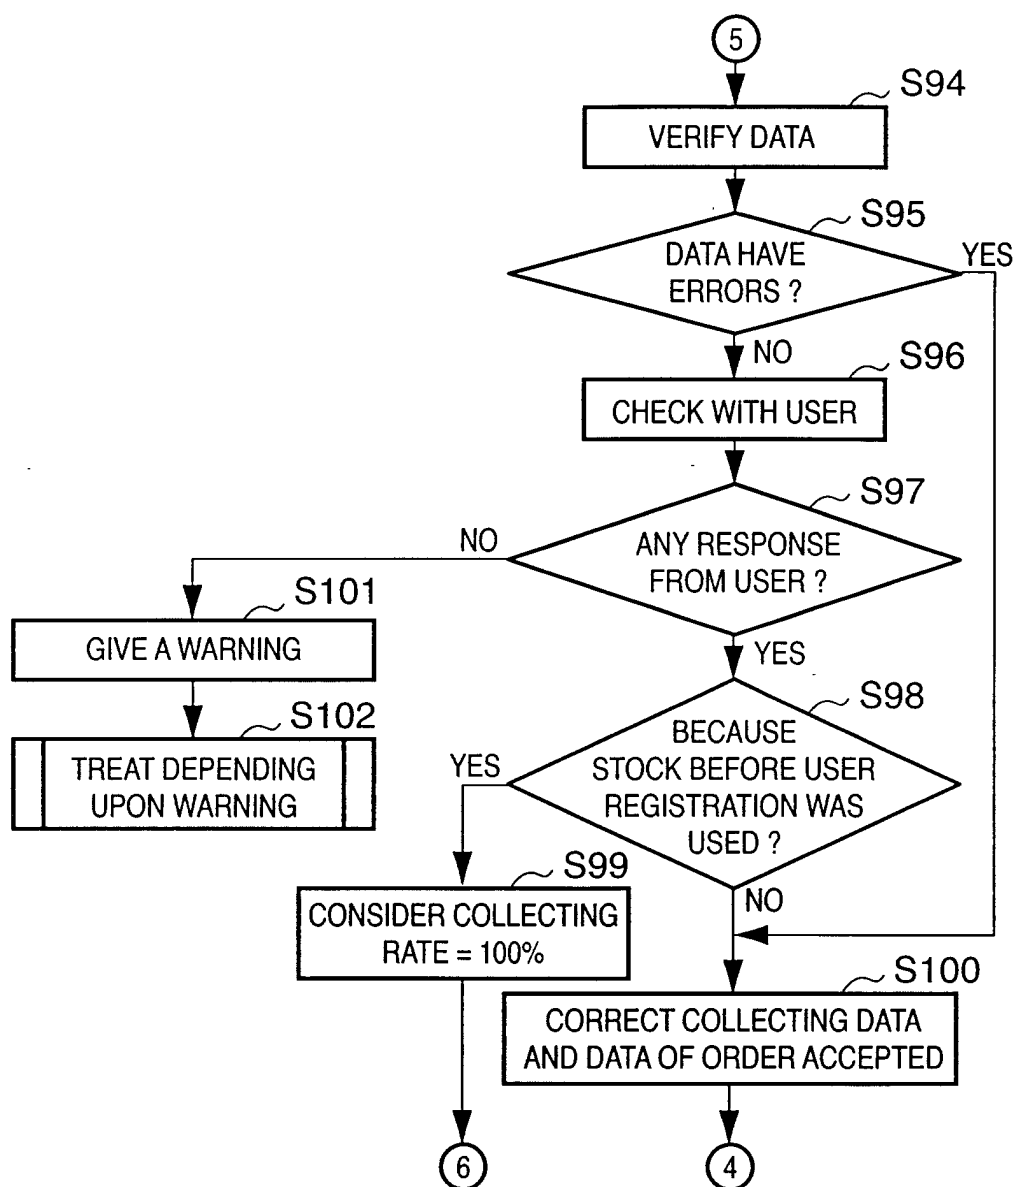 5
S94
VERIFY DATA
S95
DATA HAVE
ERRORS ?
YES
NO
S96
CHECK WITH USER
S97
ANY RESPONSE
FROM USER ?
NO
YES
S101
GIVE A WARNING
S102
TREAT DEPENDING
UPON WARNING
S98
BECAUSE
STOCK BEFORE USER
REGISTRATION WAS
USED ?
YES
NO
S99
CONSIDER COLLECTING
RATE = 100%
S100
CORRECT COLLECTING DATA
AND DATA OF ORDER ACCEPTED
6
4